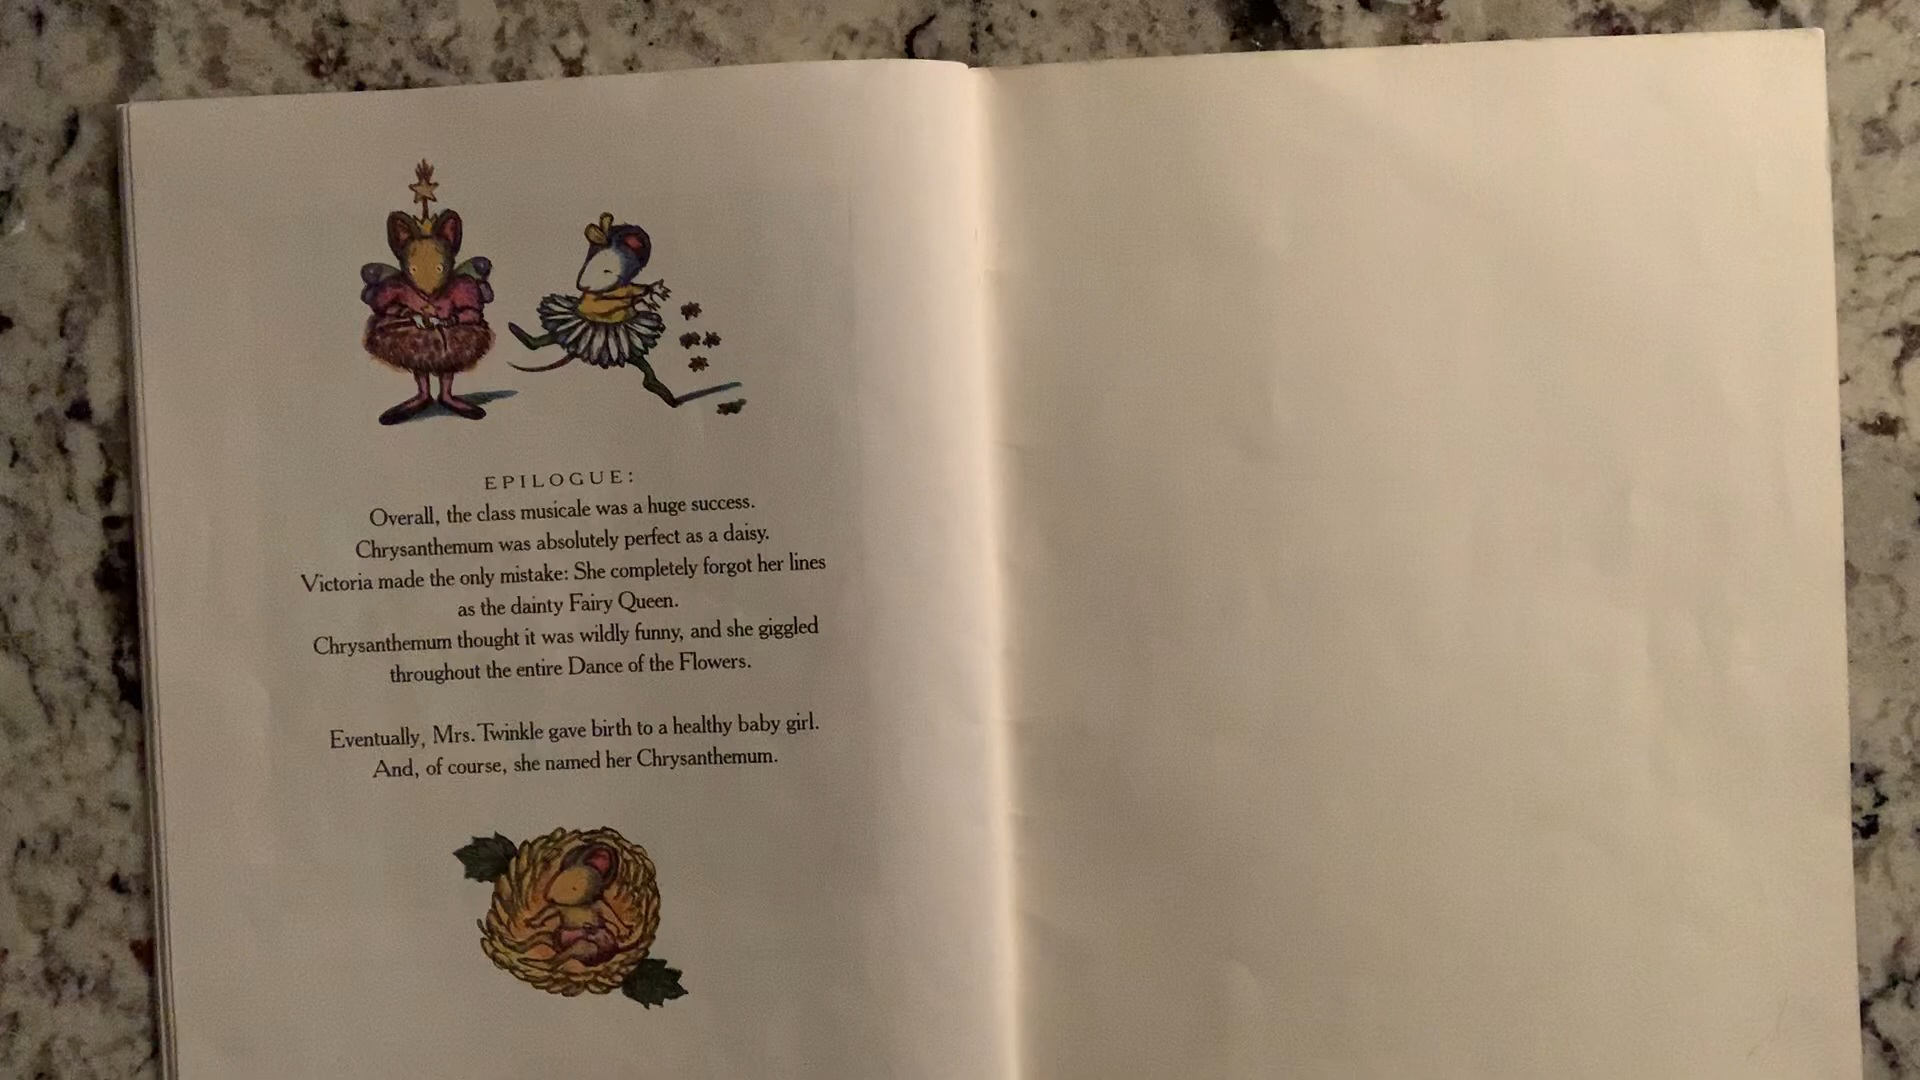 EPILOGUE:
Overall, the class musicale was a huge success.
Chrysanthemum was absolutely perfect as a daisy.
Victoria made the only mistake: She completely forgot her lines
as the dainty Fairy Queen.
Chrysanthemum thought it was wildly funny, and she giggled
throughout the entire Dance of the Flowers.
Eventually, Mrs. Twinkle gave birth to a healthy baby girl.
And, of course, she named her Chrysanthemum.